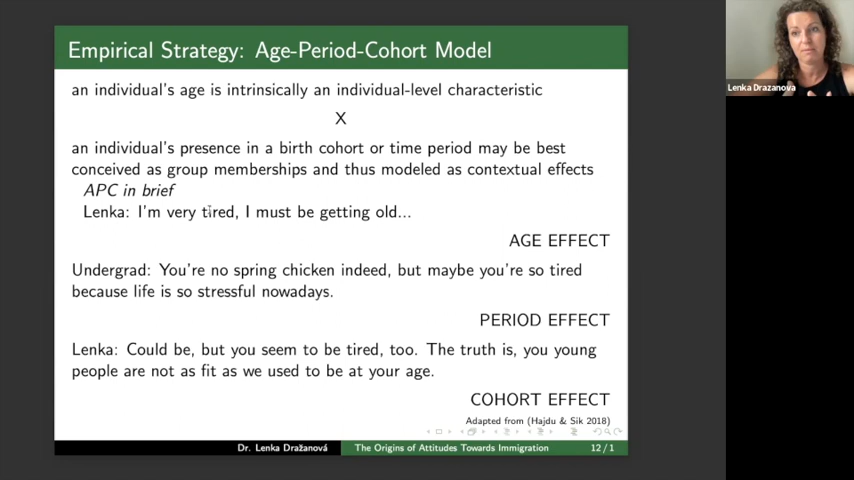 Empirical Strategy: Age-Period-Cohort Model
an individual's age is intrinsically an individual-level characteristic
X
an individual's presence in a birth cohort or time period may be best
conceived as group memberships and thus modeled as contextual effects
APC in brief
Lenka: I'm very tired, I must be getting old...
AGE EFFECT
Undergrad: You're no spring chicken indeed, but maybe you're so tired
because life is so stressful nowadays.
PERIOD EFFECT
Lenka: Could be, but you seem to be tired, too. The truth is, you young
people are not as fit as we used to be at your age.
COHORT EFFECT
Adapted from (Hajdu & Sik 2018)
Dr. Lenka Dražanová The Origins of Attitudes Towards Immigration 12/1
Lenka Drazanova